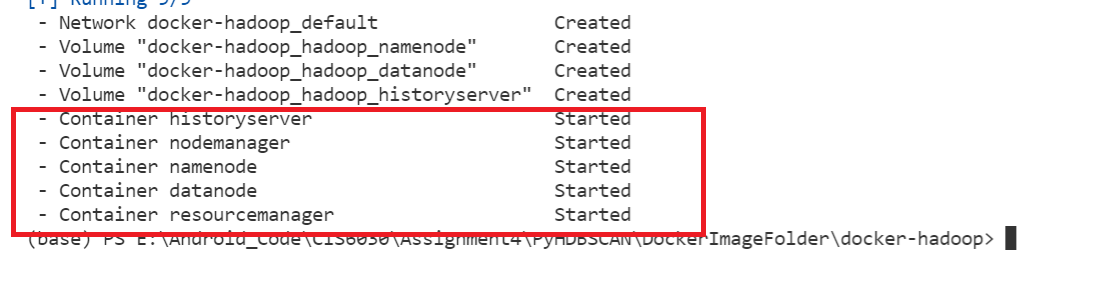 [+] Running 9/9
- Network docker-hadoop_default Created
- Volume "docker-hadoop_hadoop_namenode" Created
- Volume "docker-hadoop_hadoop_datanode" Created
- Volume "docker-hadoop_hadoop_historyserver" Created
- Container historyserver Started
- Container nodemanager Started
- Container namenode Started
- Container datanode Started
- Container resourcemanager Started
(base) PS E:\Android_Code\CIS6030\Assignment4\PyHDBSCAN\DockerImageFolder\docker-hadoop>